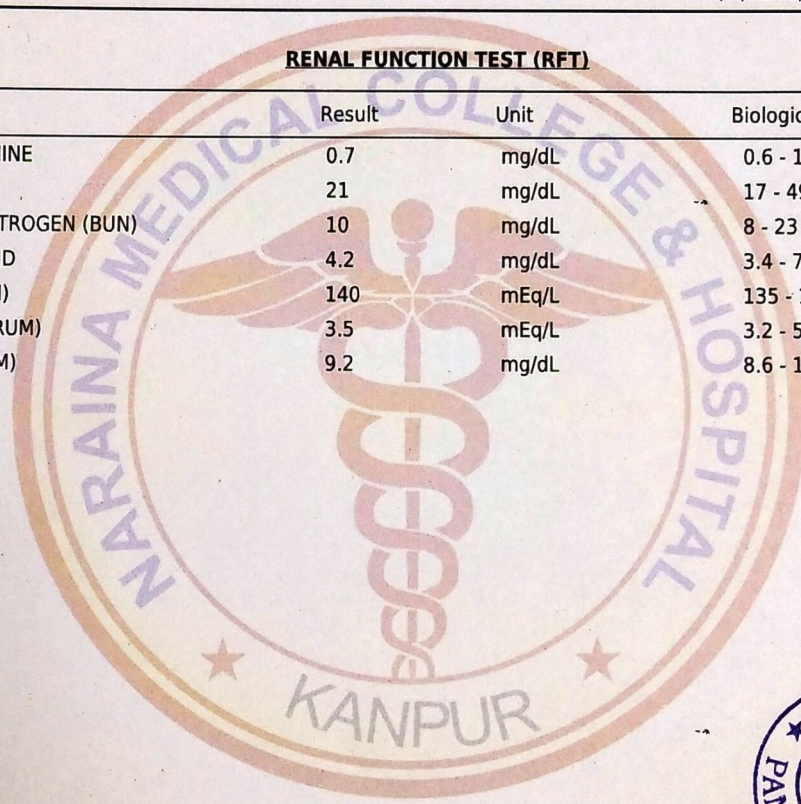 RENAL FUNCTION TEST (RFT)
Result Unit Biologic
INE 0.7 mg/dL 0.6 - 1
21 mg/dL 17 - 49
TROGEN (BUN) 10 mg/dL 8 - 23
D 4.2 mg/dL 3.4 - 7
) 140 mEq/L 135 -
RUM) 3.5 mEq/L 3.2 - 5
M) 9.2 mg/dL 8.6 - 1
NARAINA MEDICAL COLLEGE & HOSPITAL
KANPUR